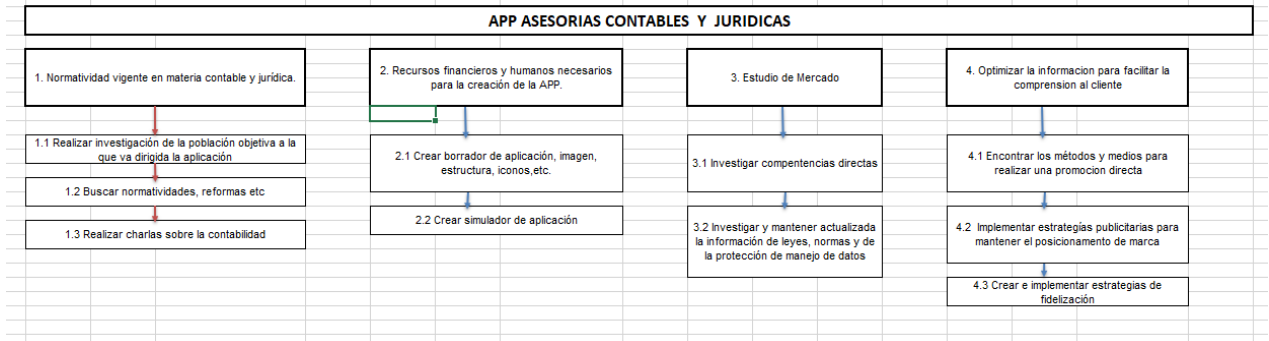 APP ASESORIAS CONTABLES Y JURIDICAS
1. Normatividad vigente en materia contable y jurídica.
1.1 Realizar investigación de la población objetiva a la
que va dirigida la aplicación
1.2 Buscar normatividades, reformas etc
1.3 Realizar charlas sobre la contabilidad
2. Recursos financieros y humanos necesarios
para la creación de la APP.
2.1 Crear borrador de aplicación, imagen,
estructura, iconos,etc.
2.2 Crear simulador de aplicación
3. Estudio de Mercado
3.1 Investigar compentencias directas
3.2 Investigar y mantener actualizada
la información de leyes, normas y de
la protección de manejo de datos
4. Optimizar la informacion para facilitar la
comprension al cliente
4.1 Encontrar los métodos y medios para
realizar una promocion directa
4.2 Implementar estrategías publicitarias para
mantener el posicionamento de marca
4.3 Crear e implementar estrategias de
fidelización